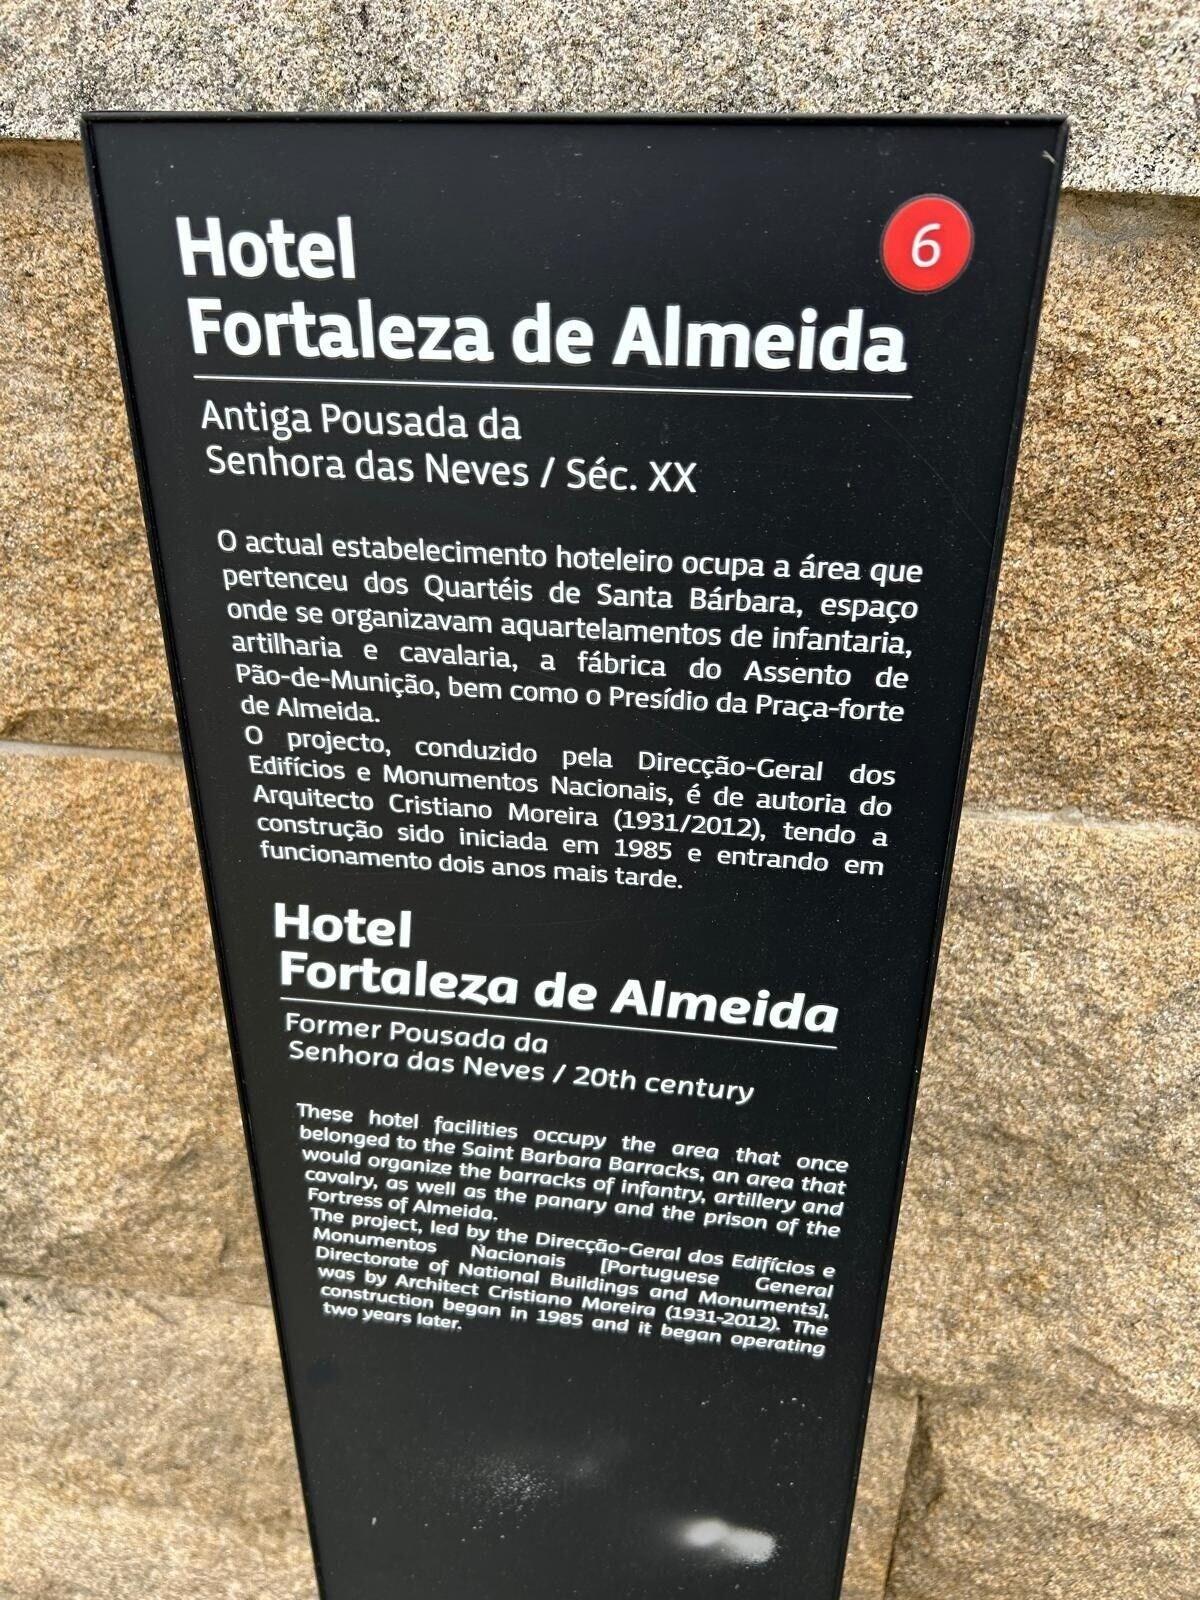 6
Hotel
Fortaleza de Almeida
Antiga Pousada da
Senhora das Neves / Séc. XX
O actual estabelecimento hoteleiro ocupa a área que
pertenceu dos Quartéis de Santa Bárbara, espaço
onde se organizavam aquartelamentos de infantaria,
artilharia e cavalaria, a fábrica do Assento de
Pão-de-Munição, bem como o Presídio da Praça-forte
de Almeida.
O projecto, conduzido pela Direcção-Geral dos
Edifícios e Monumentos Nacionais, é de autoria do
Arquitecto Cristiano Moreira (1931/2012), tendo a
construção sido iniciada em 1985 e entrando em
funcionamento dois anos mais tarde.
Hotel
Fortaleza de Almeida
Former Pousada da
Senhora das Neves / 20th century
These hotel facilities occupy the area that once
belonged to the Saint Barbara Barracks, an area that
would organize the barracks of infantry, artillery and
cavalry, as well as the panary and the prison of the
Fortress of Almeida.
The project, led by the Direcção-Geral dos Edifícios e
Monumentos Nacionais [Portuguese General
Directorate of National Buildings and Monuments],
was by Architect Cristiano Moreira (1931-2012). The
construction began in 1985 and it began operating
two years later.